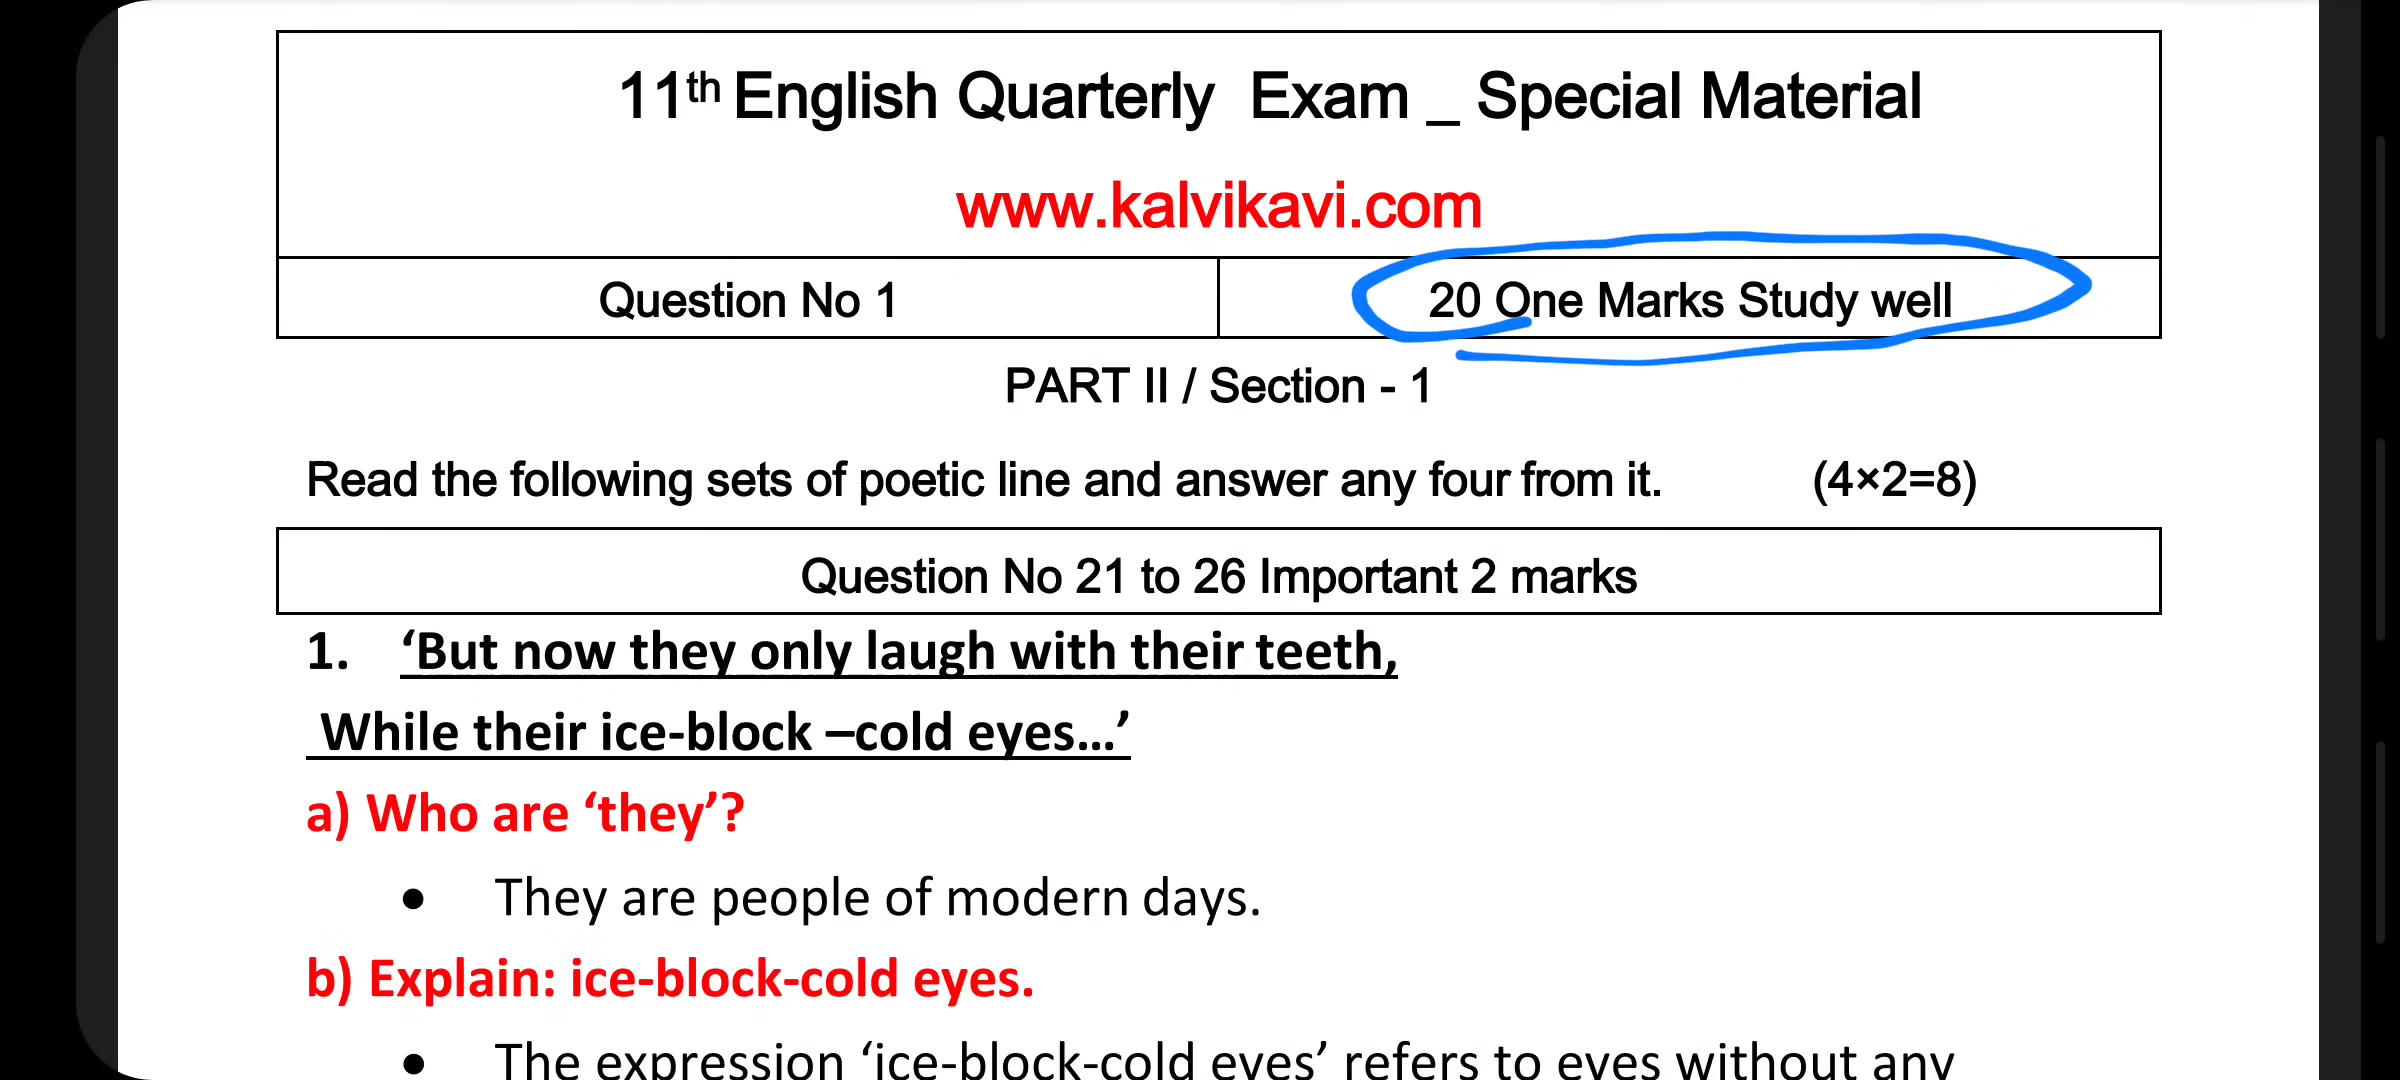 11th English Quarterly Exam _ Special Material
www.kalvikavi.com
Question No 1
20 One Marks Study well
PART II / Section - 1
Read the following sets of poetic line and answer any four from it. (4×2=8)
Question No 21 to 26 Important 2 marks
1. ‘But now they only laugh with their teeth,
While their ice-block –cold eyes...’
a) Who are ‘they’?
• They are people of modern days.
b) Explain: ice-block-cold eyes.
• The expression ‘ice-block-cold eyes’ refers to eyes without any